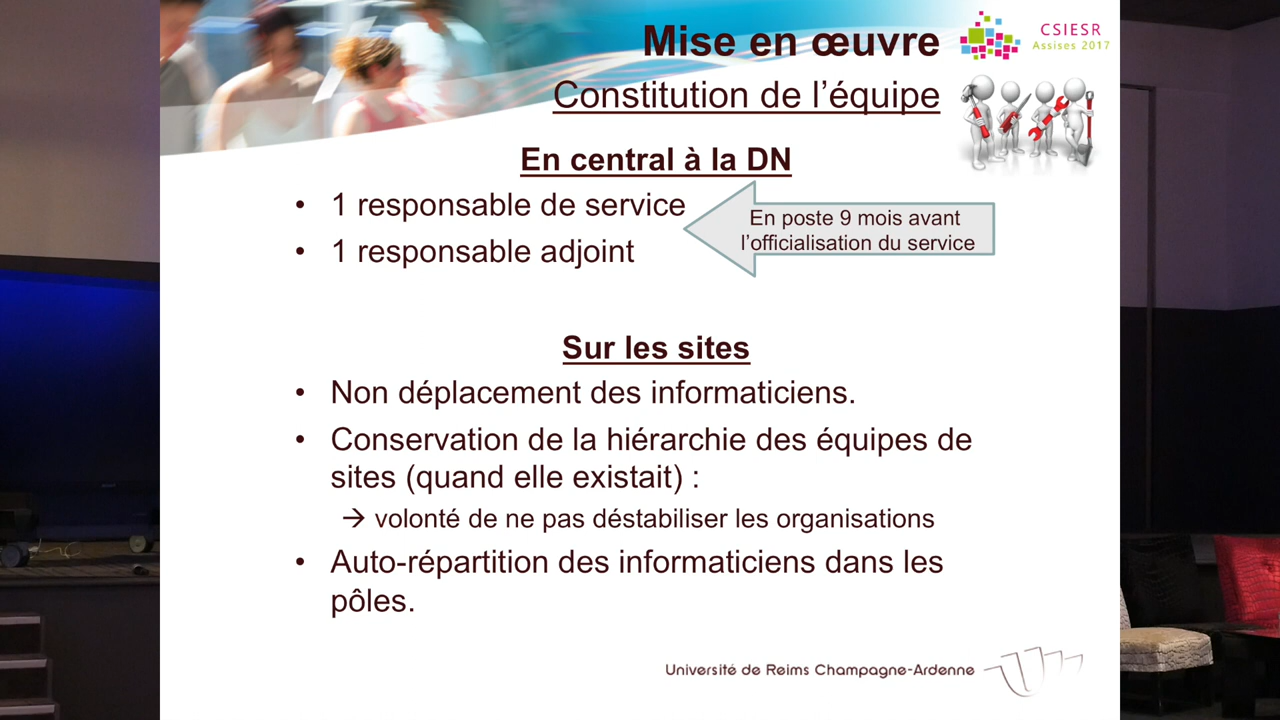 Mise en œuvre
CSIESR
Assises 2017
Constitution de l'équipe
En central à la DN
• 1 responsable de service
• 1 responsable adjoint
En poste 9 mois avant
l'officialisation du service
Sur les sites
• Non déplacement des informaticiens.
• Conservation de la hiérarchie des équipes de
sites (quand elle existait) :
→ volonté de ne pas déstabiliser les organisations
• Auto-répartition des informaticiens dans les
pôles.
Université de Reims Champagne-Ardenne